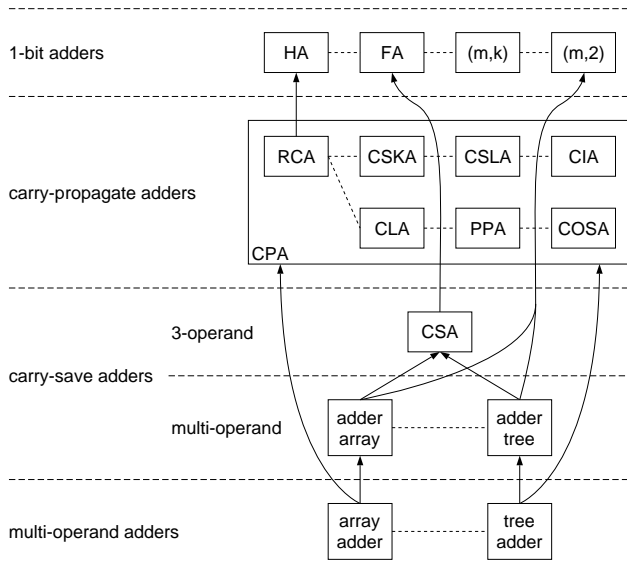 1-bit adders HA FA (m,k) (m,2)
RCA CSKA CSLA CIA
carry-propagate adders
CLA PPA COSA
CPA
3-operand CSA
carry-save adders
multi-operand
adder
array
adder
tree
multi-operand adders
array
adder
tree
adder